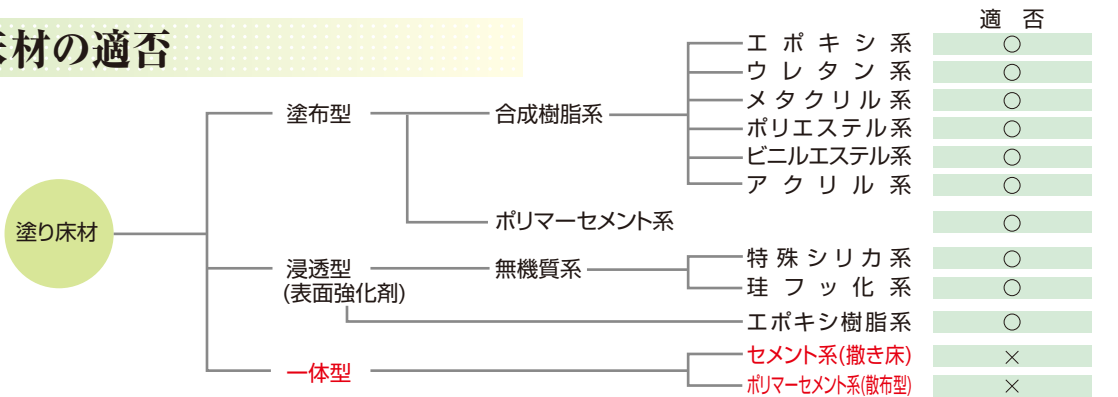 材の適否
適 否
塗り床材
塗布型
合成樹脂系
エポキシ系 ○
ウレタン系 ○
メタクリル系 ○
ポリエステル系 ○
ビニルエステル系 ○
アクリル系 ○
ポリマーセメント系 ○
浸透型
(表面強化剤)
無機質系
特殊シリカ系 ○
珪フッ化系 ○
エポキシ樹脂系 ○
一体型
セメント系(撒き床) ×
ポリマーセメント系(散布型) ×